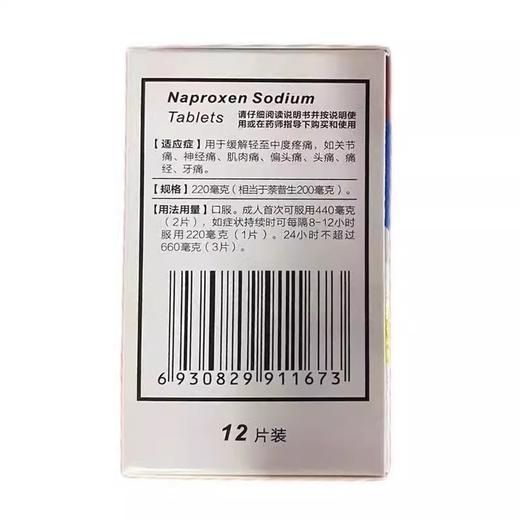 Naproxen Sodium
Tablets
请仔细阅读说明书并按说明使
用或在药师指导下购买和使用
【适应症】用于缓解轻至中度疼痛,如关节
痛、神经痛、肌肉痛、偏头痛、头痛、痛
经、牙痛。
【规格】220毫克(相当于萘普生200毫克)。
【用法用量】口服。成人首次可服用440毫克
(2片),如症状持续时可每隔8-12小时
服用220毫克(1片)。24小时不超过
660毫克(3片)。
6 930829 911673
12片装